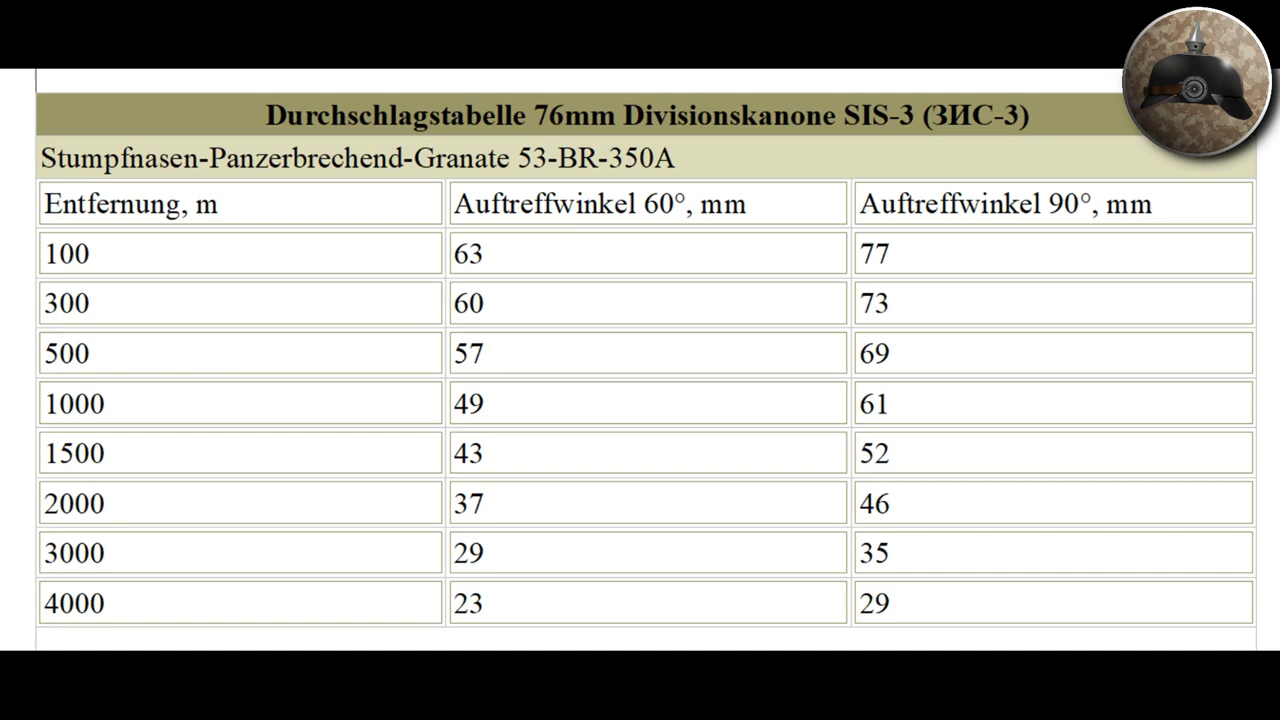 Durchschlagstabelle 76mm Divisionskanone SIS-3 (ЗИС-3)
Stumpfnasen-Panzerbrechend-Granate 53-BR-350A
Entfernung, m Auftreffwinkel 60°, mm Auftreffwinkel 90°, mm
100 63 77
300 60 73
500 57 69
1000 49 61
1500 43 52
2000 37 46
3000 29 35
4000 23 29